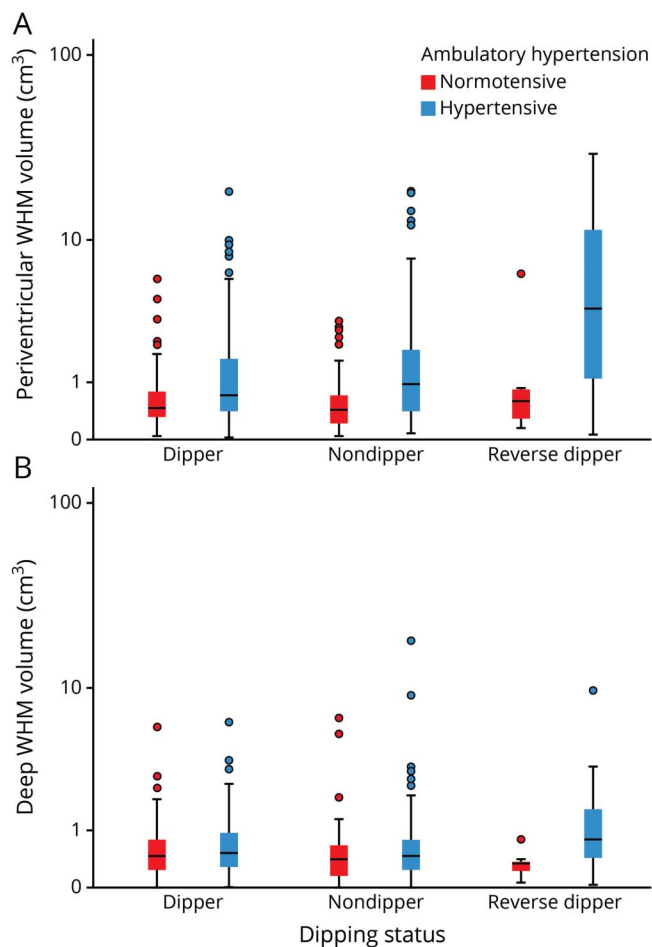 A
Periventricular WHM volume (cm³)
100
10
1
0
Ambulatory hypertension
Normotensive
Hypertensive
Dipper Nondipper Reverse dipper
B
Deep WHM volume (cm³)
100
10
1
0
Dipper Nondipper Reverse dipper
Dipping status